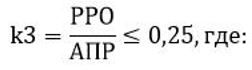 k3 = РРО / АПР ≤ 0,25, где: